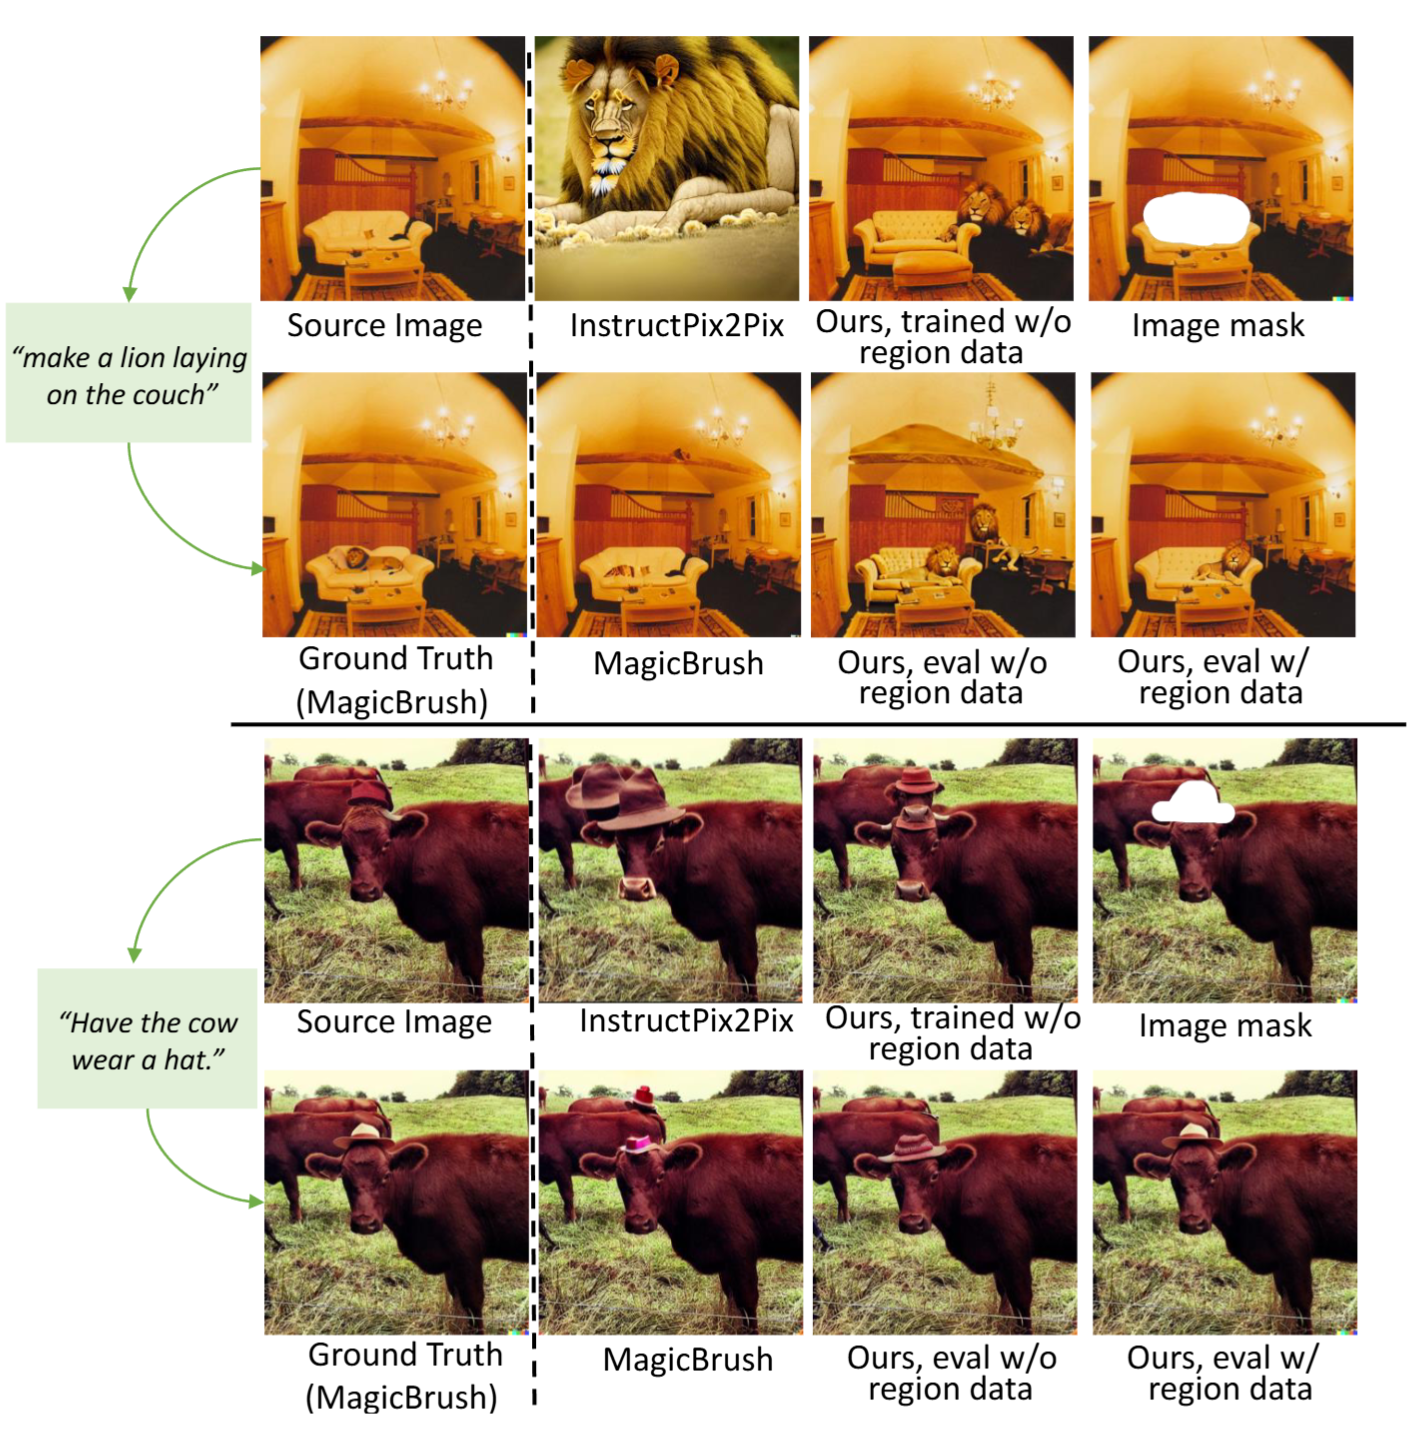 Source Image
InstructPix2Pix
Ours, trained w/o
region data
Image mask
“make a lion laying
on the couch”
Ground Truth
(MagicBrush)
MagicBrush
Ours, eval w/o
region data
Ours, eval w/
region data
Source Image
InstructPix2Pix
Ours, trained w/o
region data
Image mask
“Have the cow
wear a hat.”
Ground Truth
(MagicBrush)
MagicBrush
Ours, eval w/o
region data
Ours, eval w/
region data